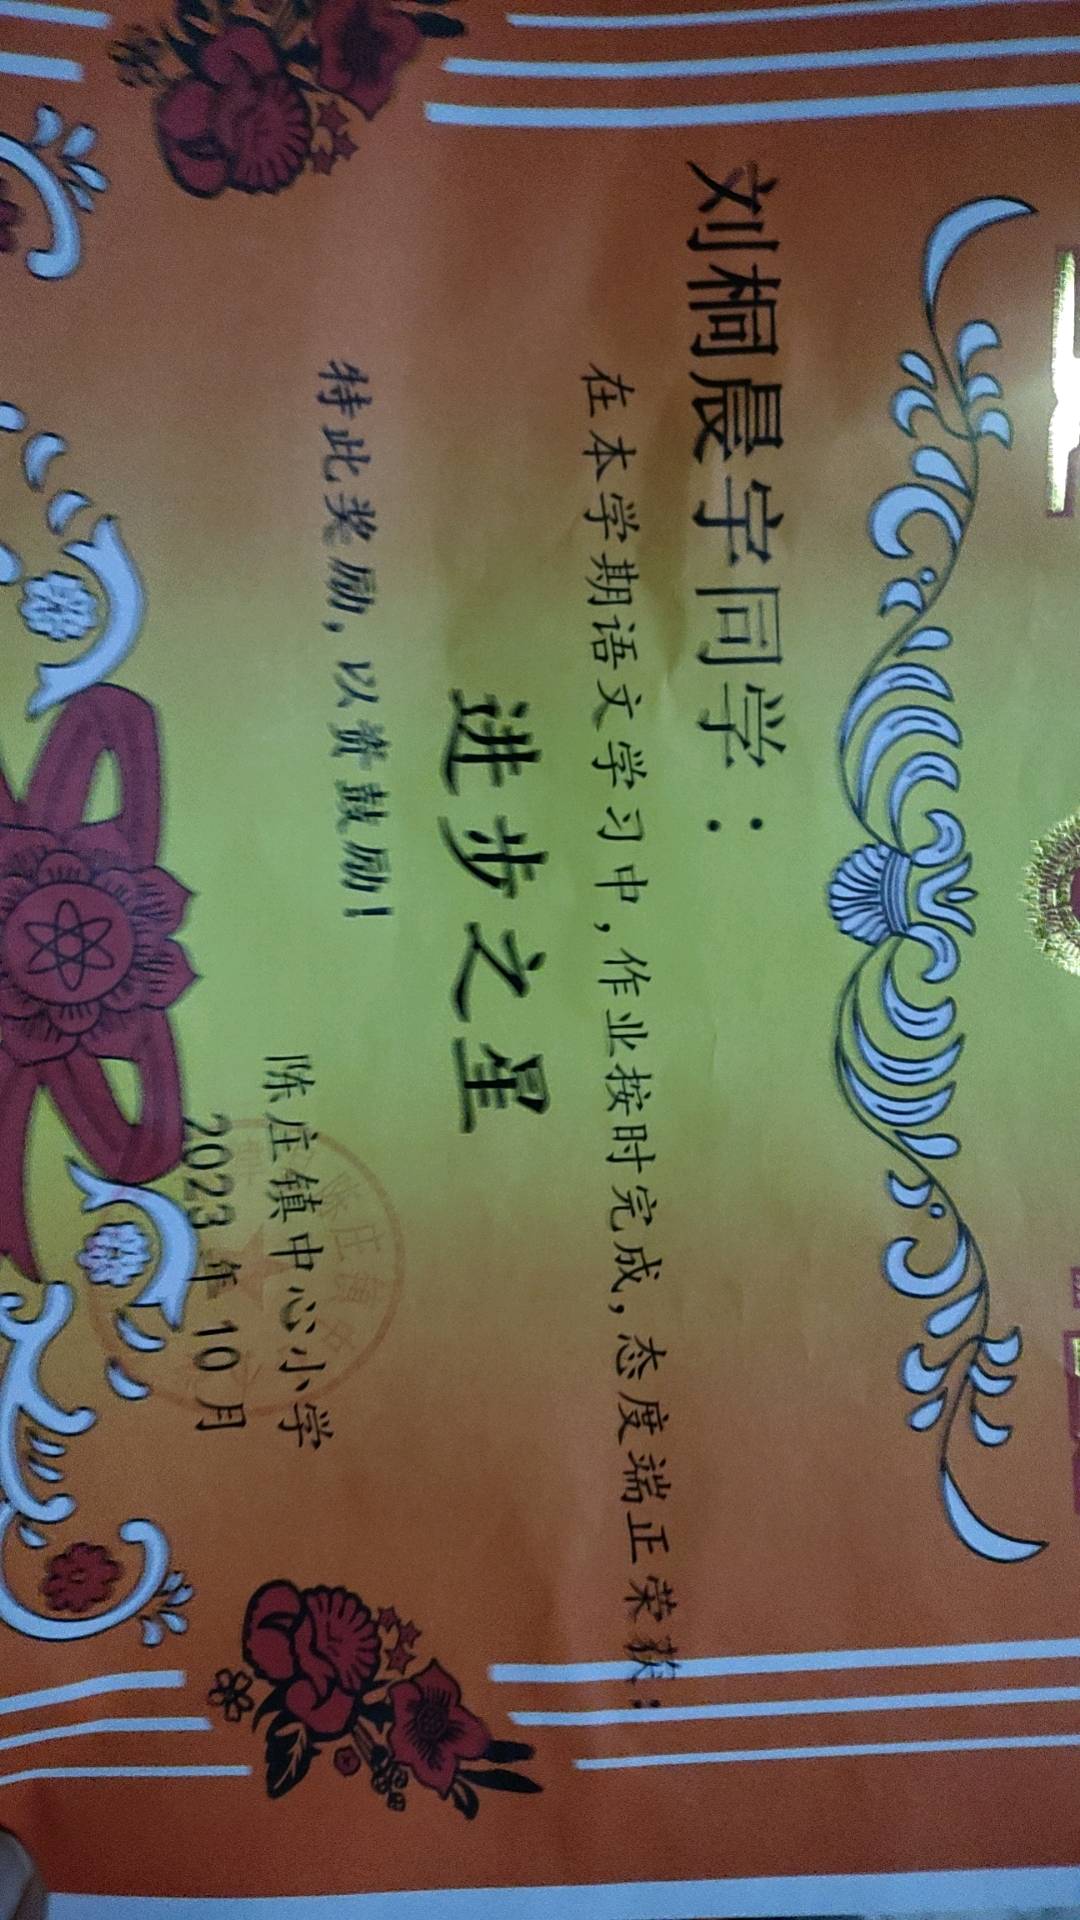 刘桐晨宇同学：
在本学期语文学习中，作业按时完成，态度端正荣获：
进步之星
特此奖励，以资鼓励！
陈庄镇中心小学
2023年10月